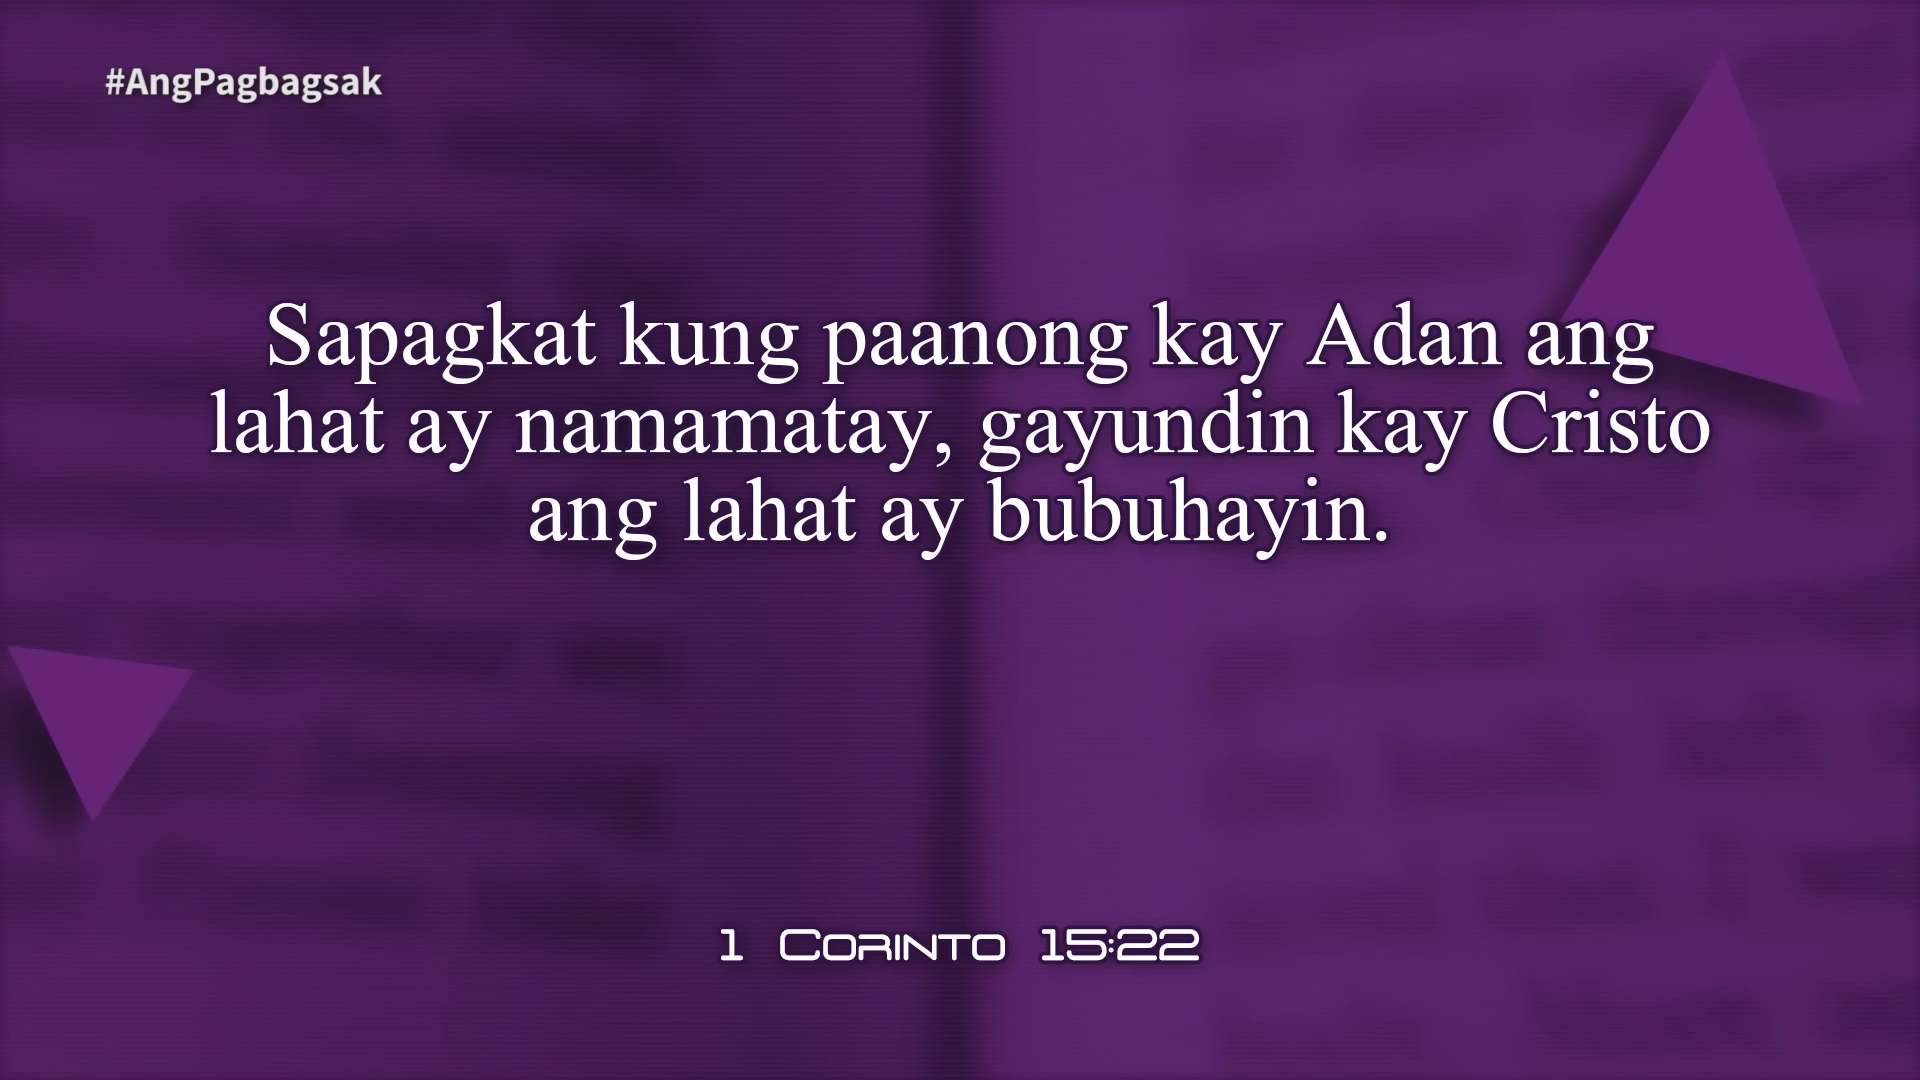 #AngPagbagsak
Sapagkat kung paanong kay Adan ang
lahat ay namamatay, gayundin kay Cristo
ang lahat ay bubuhayin.
1 Corinto 15:22